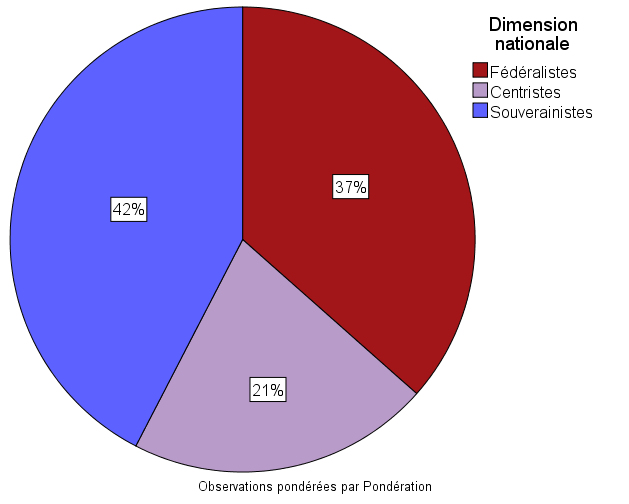 Dimension
nationale
Fédéralistes
Centristes
Souverainistes
37%
42%
21%
Observations pondérées par Pondération